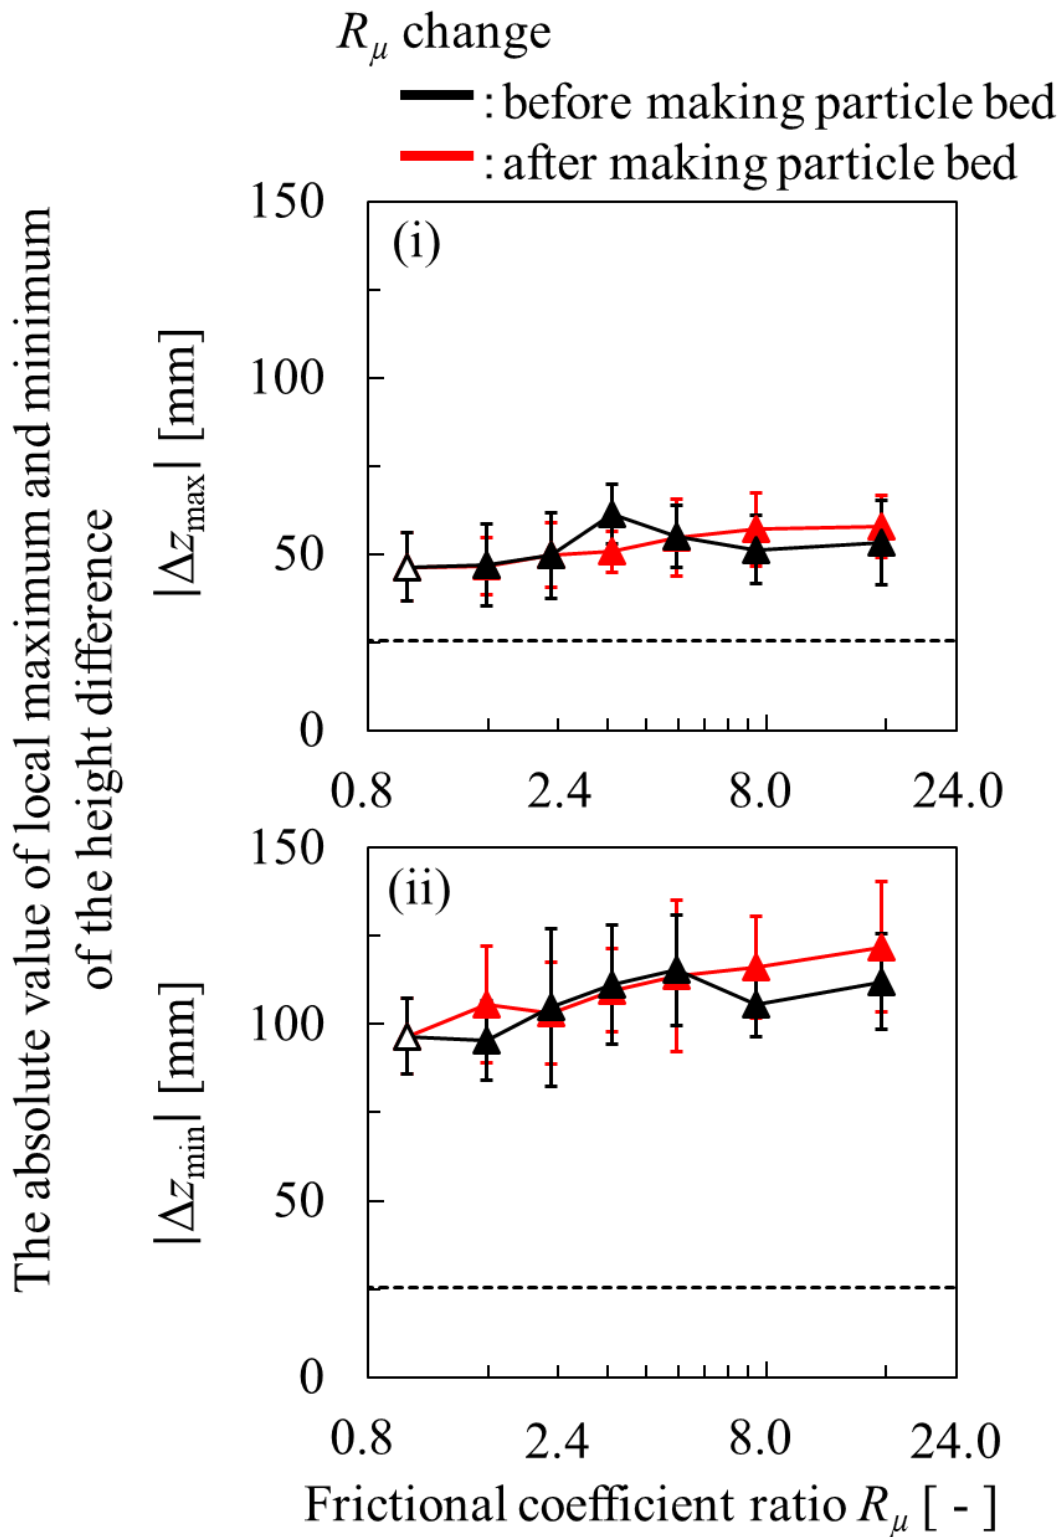 Rμ change
: before making particle bed
: after making particle bed
The absolute value of local maximum and minimum
of the height difference
|Δzmax| [mm]
150
100
50
0
(i)
0.8 2.4 8.0 24.0
|Δzmin| [mm]
150
100
50
0
(ii)
0.8 2.4 8.0 24.0
Frictional coefficient ratio Rμ [ - ]